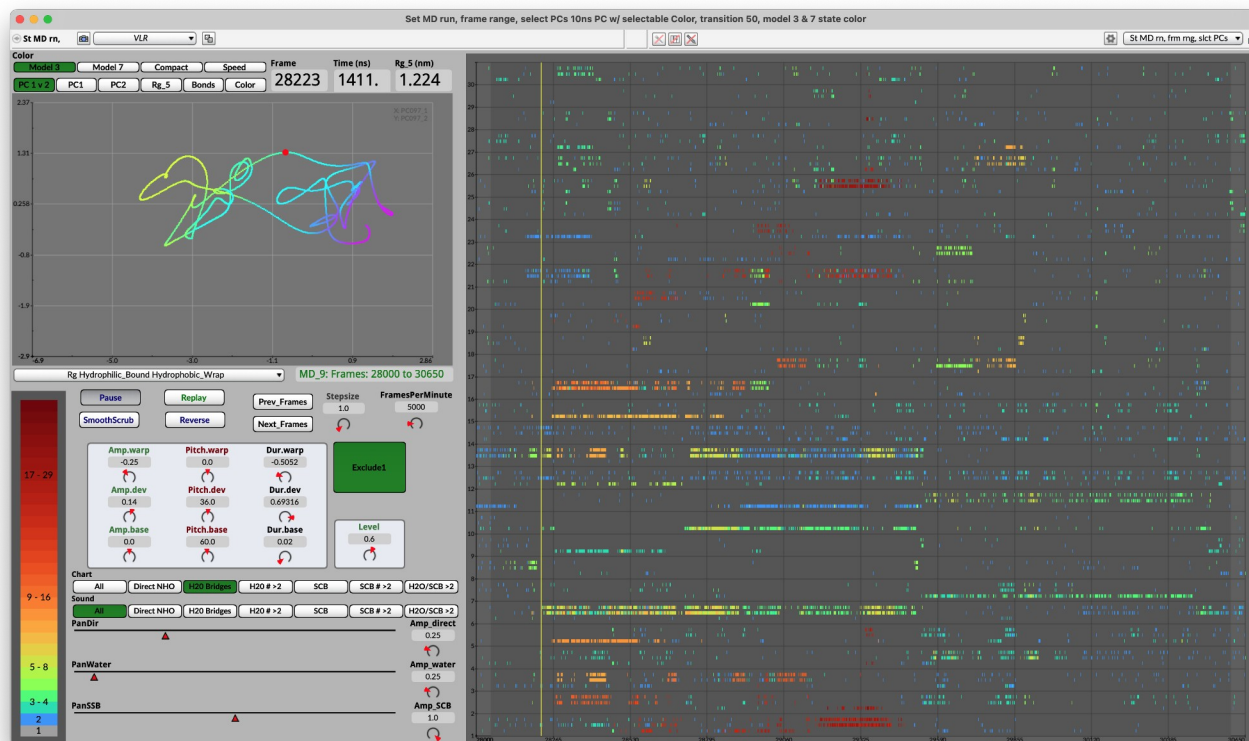 Set MD rurn, frame range, select PCs 10ns PC w/ selectable Color, transition 50, model 3 & 7 state color
St MD rn,
VLR
St MD rn, frm rng, slct PCs
Color
Model 3 Model 7 Compact Speed
PC 1 v 2 PC1 PC2 Rg_5 Bonds Color
Frame Time (ns) Rg_5 (nm)
28223 1411. 1.224
2.37
1.31
0.258
-0.8
-1.9
-2.9
-6.9 -5.0 -3.0 -1.1 0.9 2.86
Rg Hydrophilic_Bound Hydrophobic_Wrap
MD_9: Frames: 28000 to 30650
Pause Replay Prev_Frames Stepsize FramesPerMinute
1.0 5000
SmoothScrub Reverse Next_Frames
Amp.warp Pitch.warp Dur.warp
-0.25 0.0 -0.5052
Amp.dev Pitch.dev Dur.dev
0.14 36.0 0.69316
Amp.base Pitch.base Dur.base
0.0 60.0 0.02
Exclude1
Level
0.6
Chart
All Direct NHO H20 Bridges H20 # >2 SCB SCB # >2 H2O/SCB >2
Sound
All Direct NHO H20 Bridges H20 # >2 SCB SCB # >2 H2O/SCB >2
PanDir
Amp_direct
0.25
PanWater
Amp_water
0.25
PanSSB
Amp_SCB
1.0
17 - 29
9 - 16
5 - 8
3 - 4
2
1
30
29
28
27
26
25
24
23
22
21
20
19
18
17
16
15
14
13
12
11
10
9
8
7
6
5
4
3
2
1